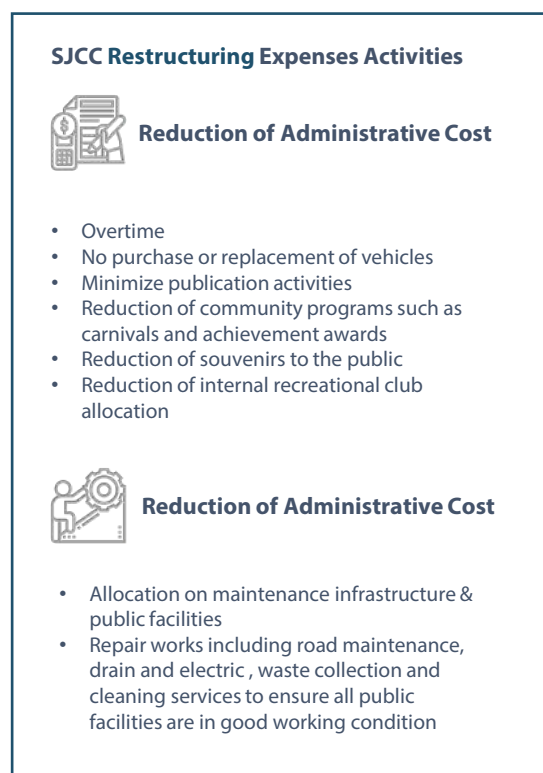 SJCC Restructuring Expenses Activities
$
Reduction of Administrative Cost
• Overtime
• No purchase or replacement of vehicles
• Minimize publication activities
• Reduction of community programs such as
carnivals and achievement awards
• Reduction of souvenirs to the public
• Reduction of internal recreational club
allocation
Reduction of Administrative Cost
• Allocation on maintenance infrastructure &
public facilities
• Repair works including road maintenance,
drain and electric , waste collection and
cleaning services to ensure all public
facilities are in good working condition